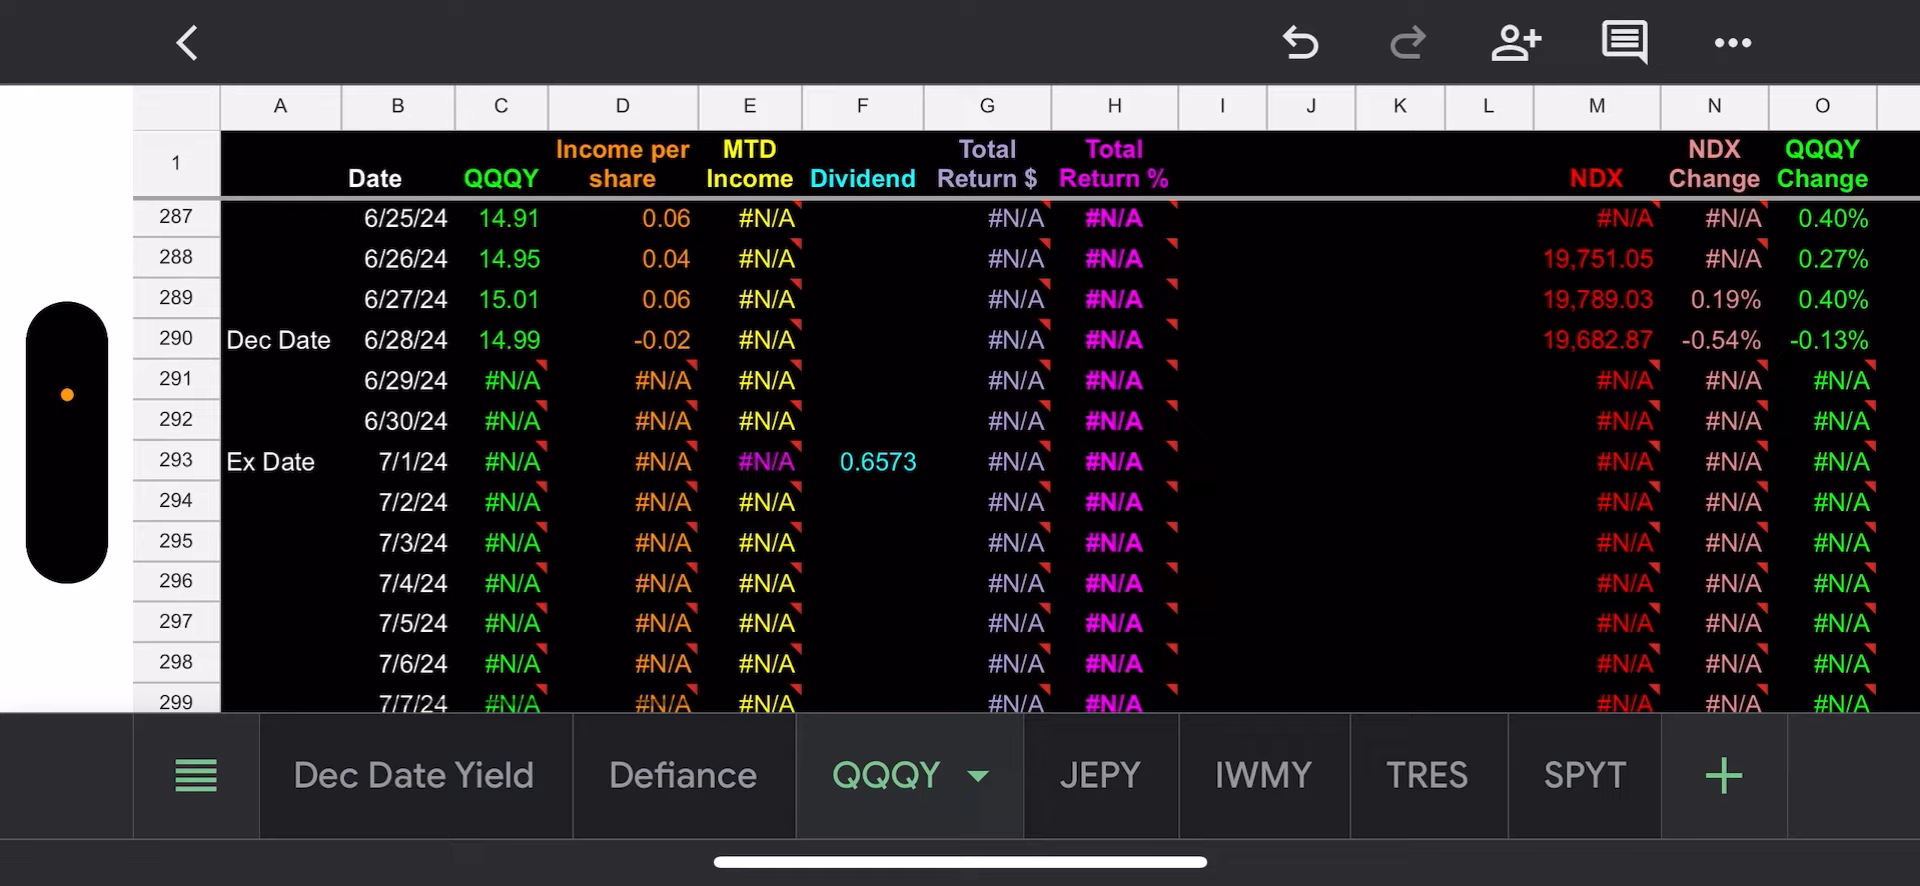 A B C D E F G H I J K L M N O
1 Date QQQY Income per share MTD Income Dividend Total Return $ Total Return % NDX NDX Change QQQY Change
287 6/25/24 14.91 0.06 #N/A #N/A #N/A #N/A #N/A 0.40%
288 6/26/24 14.95 0.04 #N/A #N/A #N/A 19,751.05 #N/A 0.27%
289 6/27/24 15.01 0.06 #N/A #N/A #N/A 19,789.03 0.19% 0.40%
290 Dec Date 6/28/24 14.99 -0.02 #N/A #N/A #N/A 19,682.87 -0.54% -0.13%
291 6/29/24 #N/A #N/A #N/A #N/A #N/A #N/A #N/A #N/A
292 6/30/24 #N/A #N/A #N/A #N/A #N/A #N/A #N/A #N/A
293 Ex Date 7/1/24 #N/A #N/A #N/A 0.6573 #N/A #N/A #N/A #N/A #N/A
294 7/2/24 #N/A #N/A #N/A #N/A #N/A #N/A #N/A #N/A
295 7/3/24 #N/A #N/A #N/A #N/A #N/A #N/A #N/A #N/A
296 7/4/24 #N/A #N/A #N/A #N/A #N/A #N/A #N/A #N/A
297 7/5/24 #N/A #N/A #N/A #N/A #N/A #N/A #N/A #N/A
298 7/6/24 #N/A #N/A #N/A #N/A #N/A #N/A #N/A #N/A
299 7/7/24 #N/A #N/A #N/A #N/A #N/A #N/A #N/A #N/A
Dec Date Yield Defiance QQQY JEPY IWMY TRES SPYT